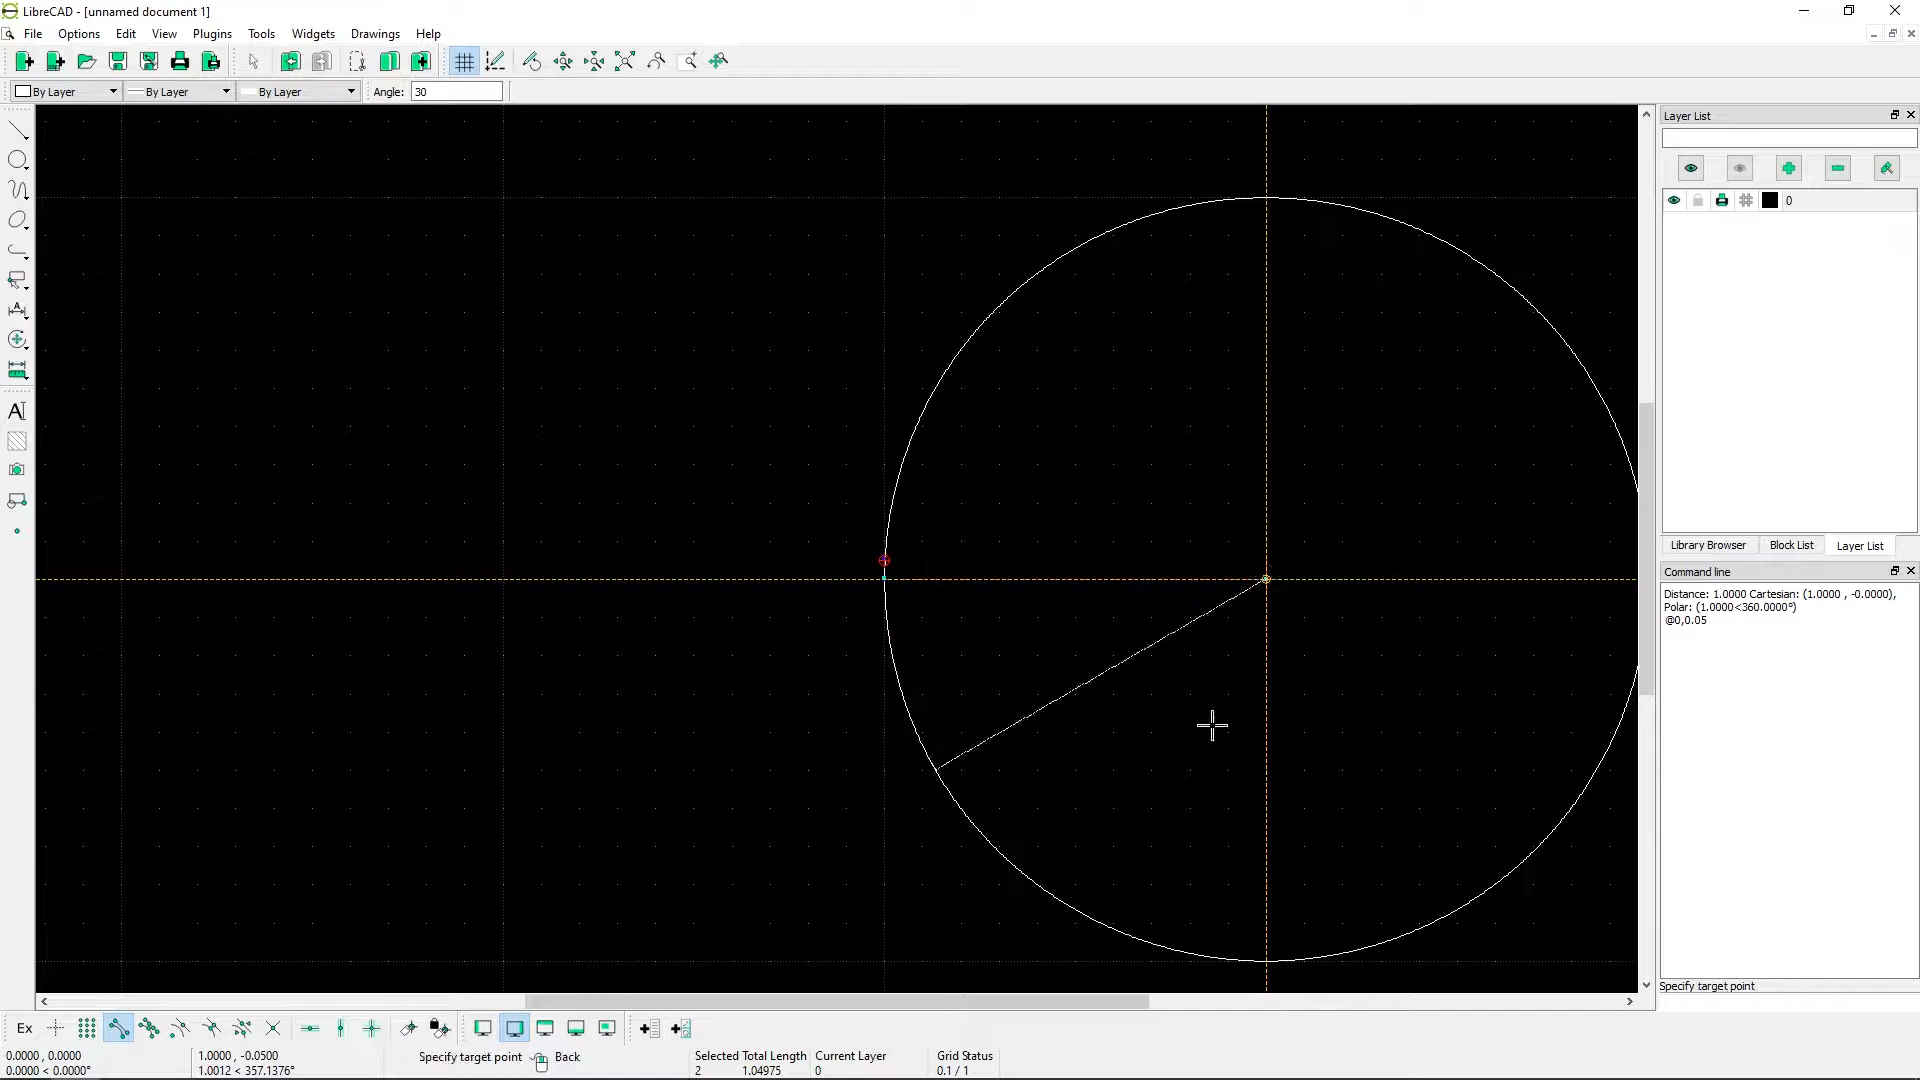 LibreCAD - [unnamed document 1]
File Options Edit View Plugins Tools Widgets Drawings Help
By Layer By Layer By Layer Angle: 30
Layer List
0
Library Browser Block List Layer List
Command line
Distance: 1.0000 Cartesian: (1.0000 , -0.0000),
Polar: (1.0000<360.0000°)
@0,0.05
Specify target point
Ex
0.0000 , 0.0000 1.0000 , -0.0500 Specify target point Back Selected Total Length Current Layer Grid Status
0.0000 < 0.0000° 1.0012 < 357.1376° 2 1.04975 0 0.1 / 1